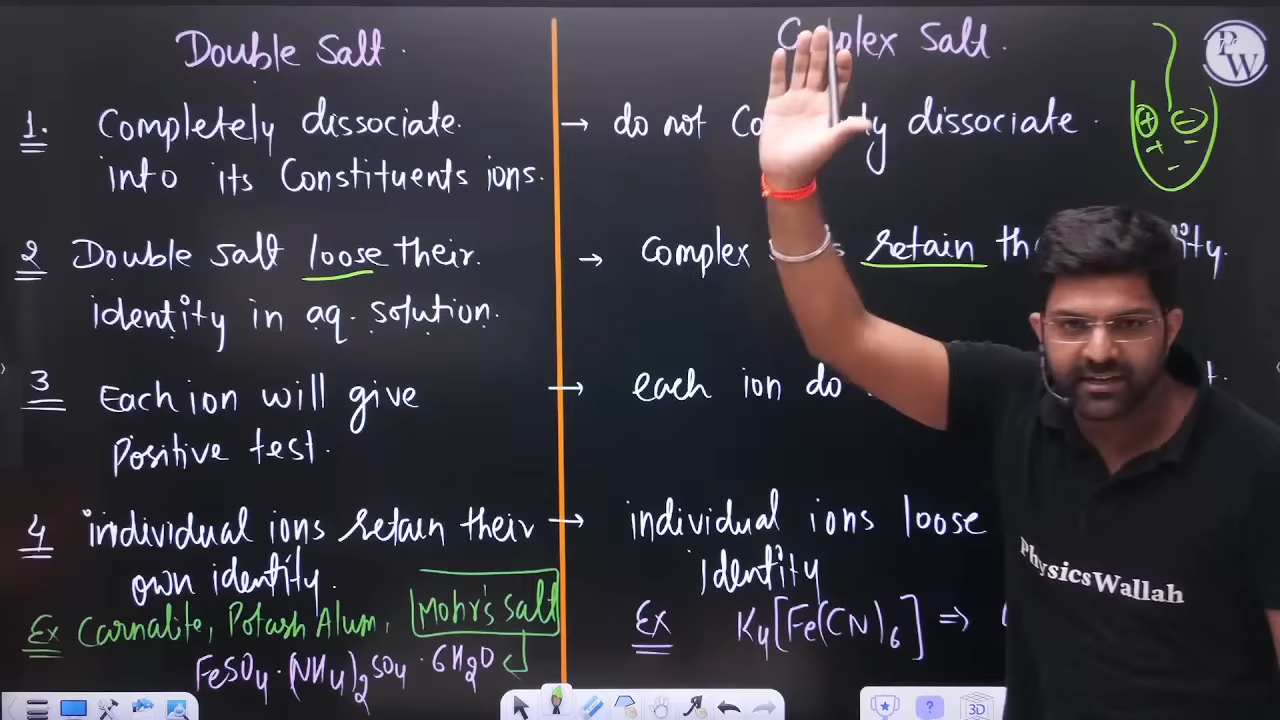 Double Salt.
Complex Salt.
PW
1. Completely dissociate
into its Constituents ions.
→ do not Completely dissociate.
2 Double salt loose their
identity in aq. solution.
→ complex retain
3 Each ion will give
Positive test.
→ each ion do
4 individual ions retain their
own identity.
→ individual ions loose
identity
Ex Carnalite, Potash Alum, Mohr's Salt
FeSO4 · (NH4)2SO4 · 6H2O
Ex K4[Fe(CN)6] ⇒
+ -
+ -
-
PhysicsWallah
?
3D